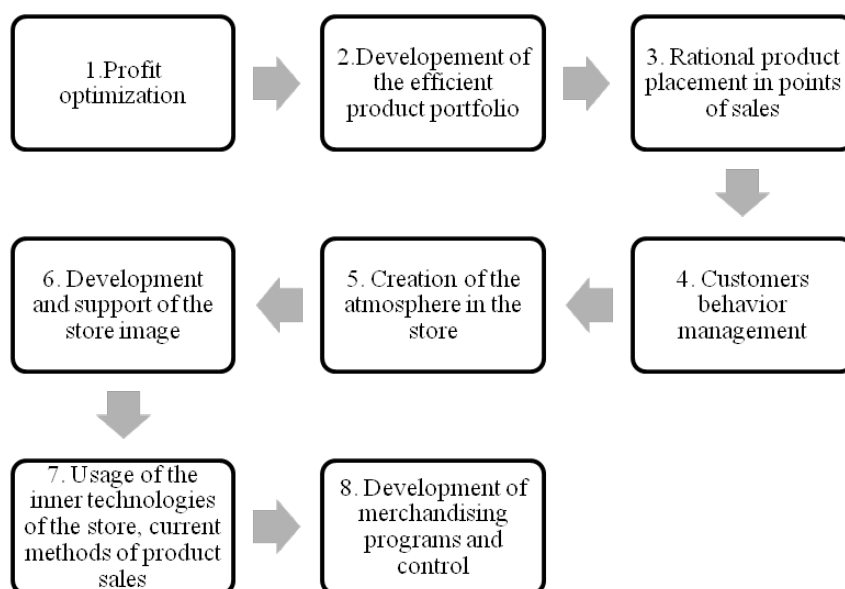 1.Profit
optimization
2.Developement of
the efficient
product portfolio
3. Rational product
placement in points
of sales
4. Customers
behavior
management
5. Creation of the
atmosphere in the
store
6. Development
and support of the
store image
7. Usage of the
inner technologies
of the store, current
methods of product
sales
8. Development of
merchandising
programs and
control